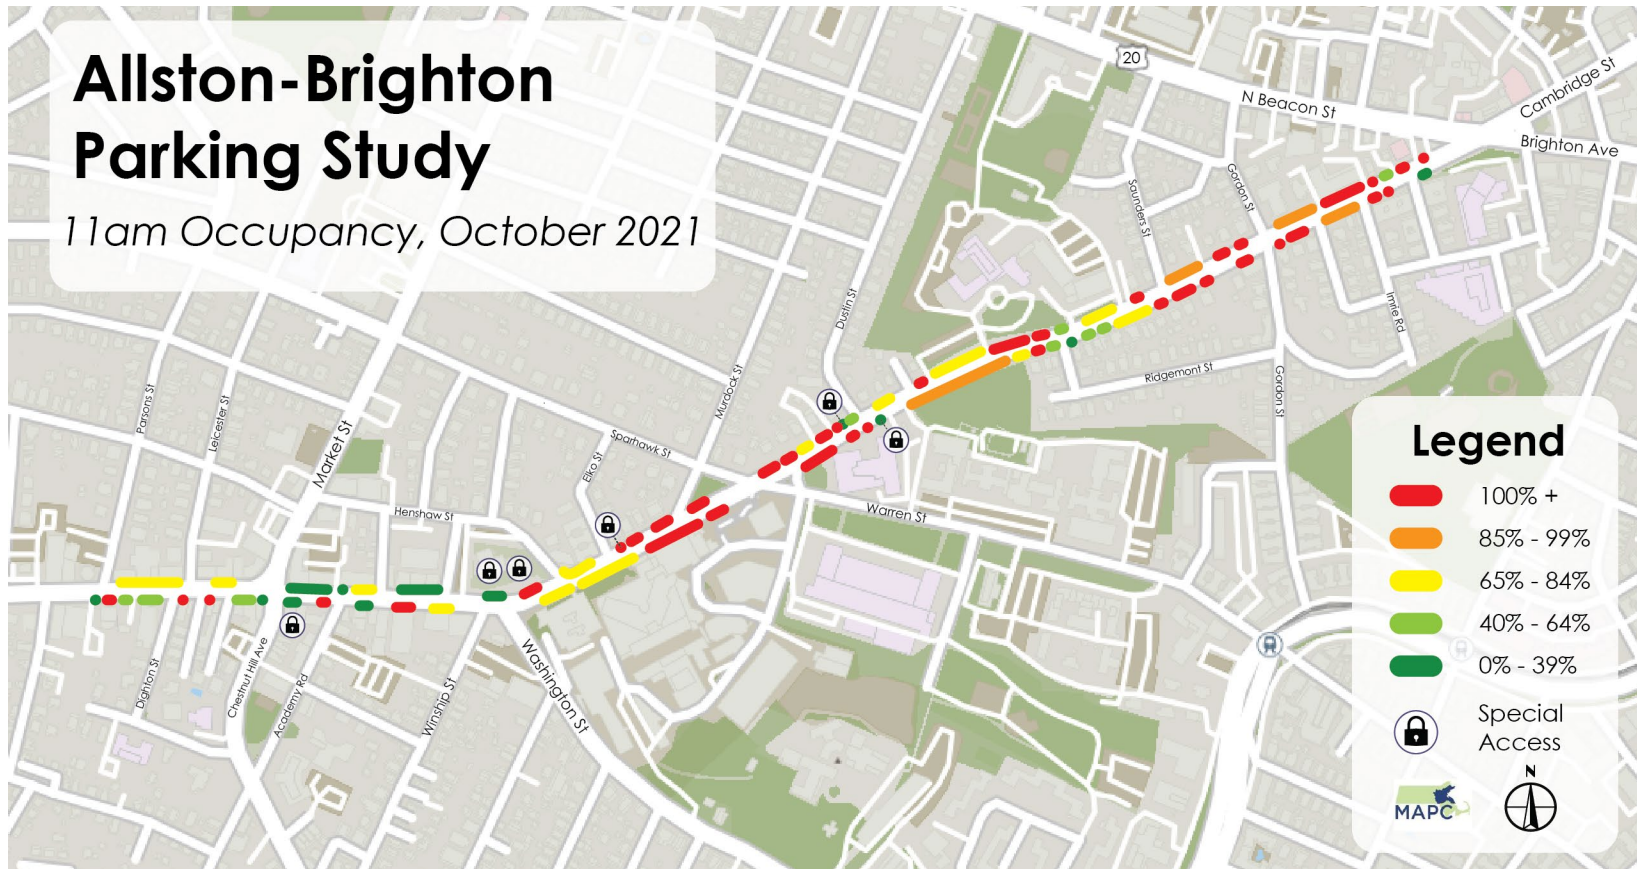 Allston-Brighton
Parking Study
11am Occupancy, October 2021
20
N Beacon St
Cambridge St
Brighton Ave
Gordon St
Saunders St
Dustin St
Imrie Rd
Ridgemont St
Gordon St
Murdock St
Parsons St
Leicester St
Market St
Sparhawk St
Elko St
Henshaw St
Warren St
Washington St
Dighton St
Chestnut Hill Ave
Academy Rd
Winship St
Legend
100% +
85% - 99%
65% - 84%
40% - 64%
0% - 39%
Special
Access
MAPC
N